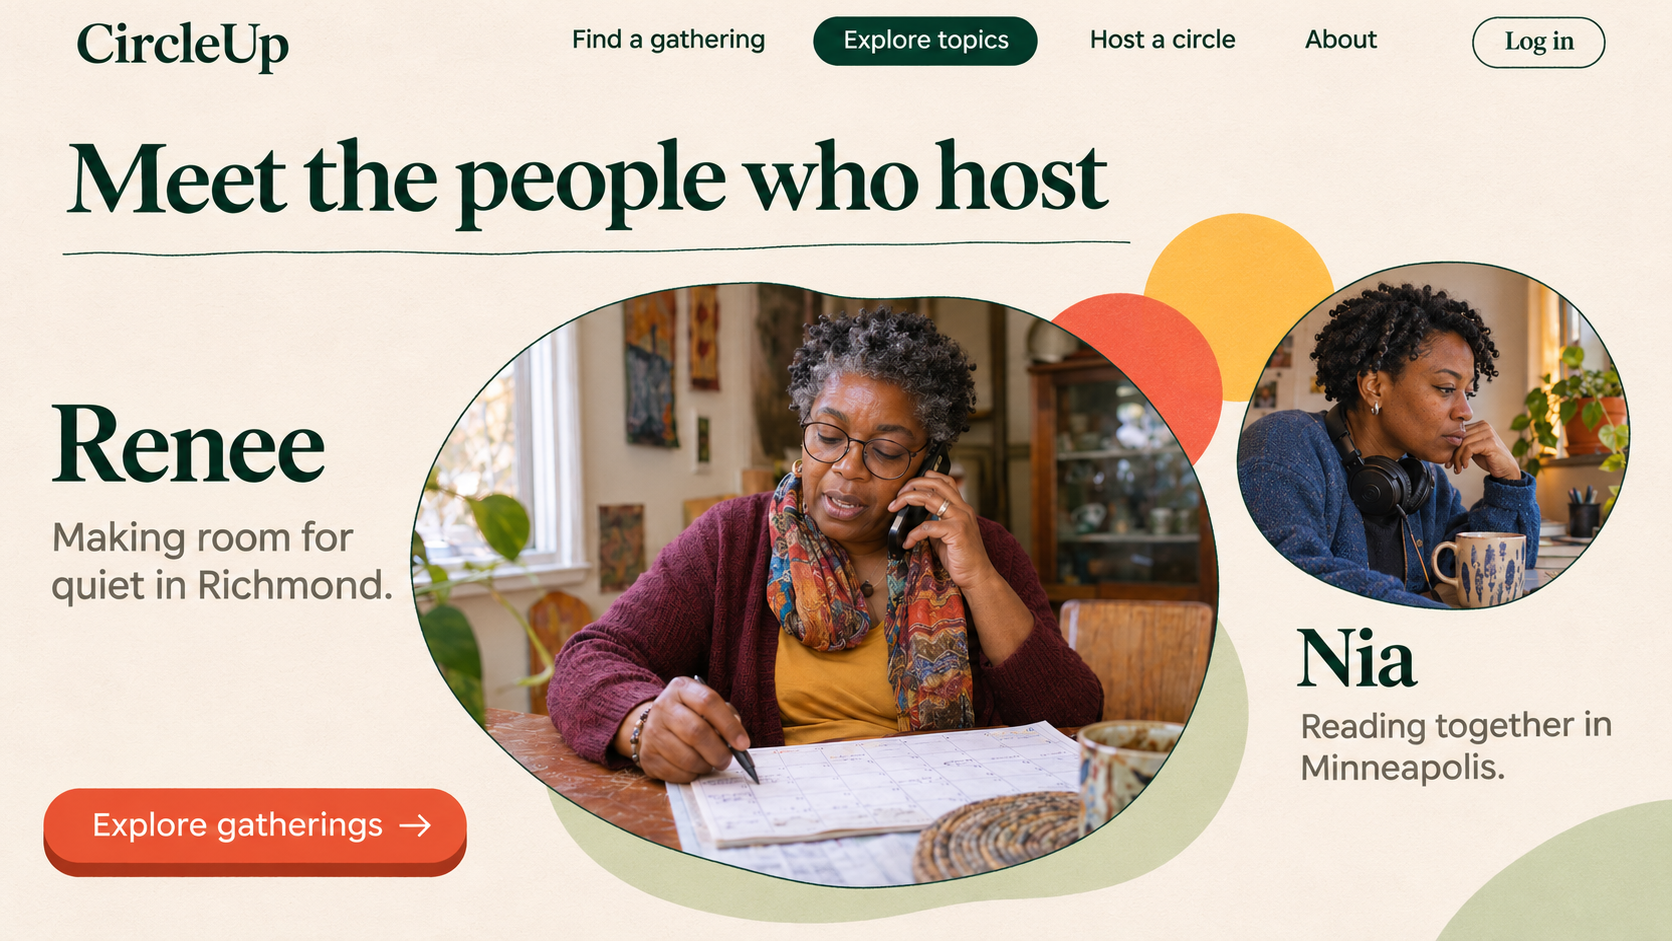 CircleUp
Find a gathering
Explore topics
Host a circle
About
Log in
Meet the people who host
Renee
Making room for
quiet in Richmond.
Explore gatherings →
Nia
Reading together in
Minneapolis.